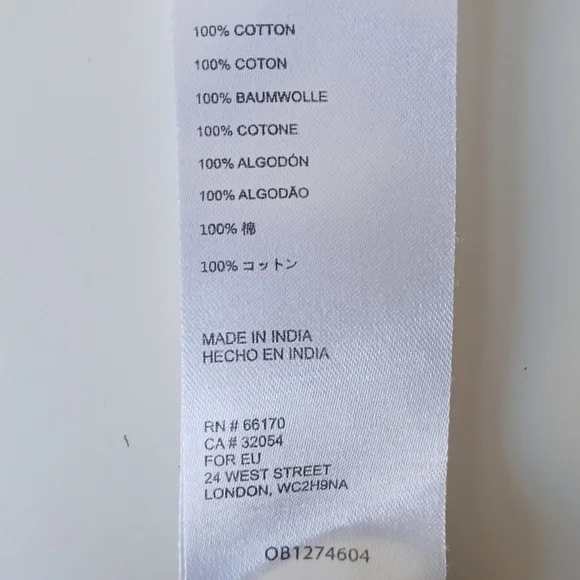 100% COTTON
100% COTON
100% BAUMWOLLE
100% COTONE
100% ALGODÓN
100% ALGODÃO
100% 棉
100% コットン
MADE IN INDIA
HECHO EN INDIA
RN # 66170
CA # 32054
FOR EU
24 WEST STREET
LONDON, WC2H9NA
OB1274604